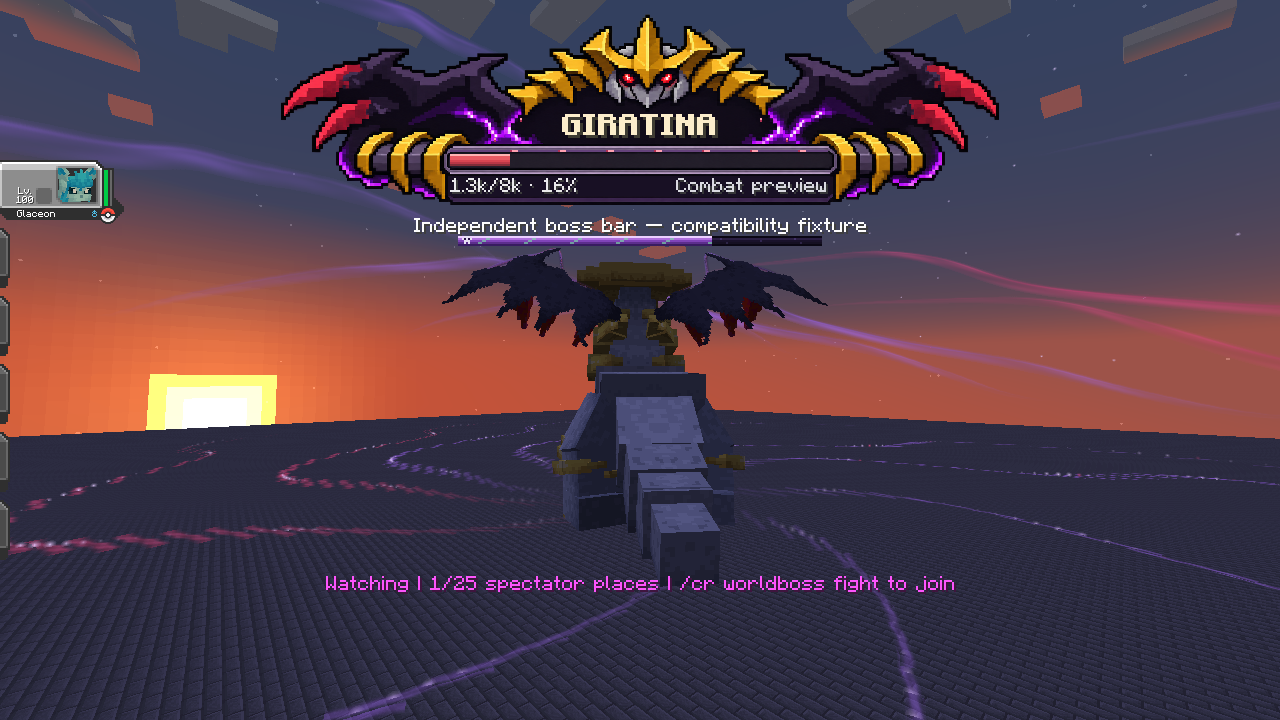 GIRATINA
1.3k/8k · 16% Combat preview
Independent boss bar — compatibility fixture
Lv.
100
Glaceon
Watching | 1/25 spectator places | /cr worldboss fight to join